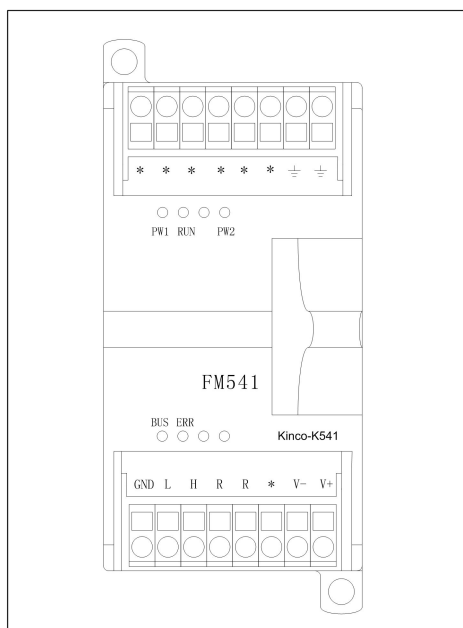 * * * * * * ⏚ ⏚
PW1 RUN PW2
FM541
BUS ERR
Kinco-K541
GND L H R R * V- V+